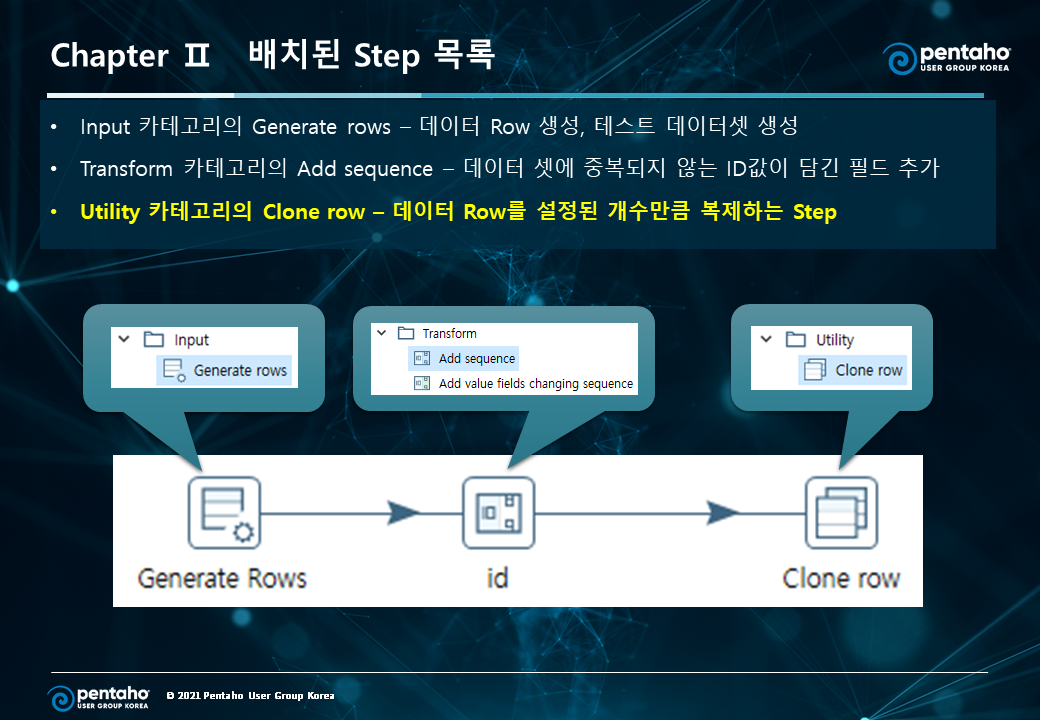 Chapter Ⅱ 배치된 Step 목록
pentaho
USER GROUP KOREA
• Input 카테고리의 Generate rows – 데이터 Row 생성, 테스트 데이터셋 생성
• Transform 카테고리의 Add sequence – 데이터 셋에 중복되지 않는 ID값이 담긴 필드 추가
• Utility 카테고리의 Clone row – 데이터 Row를 설정된 개수만큼 복제하는 Step
Input
Generate rows
Transform
Add sequence
Add value fields changing sequence
Utility
Clone row
Generate Rows
id
Clone row
pentaho
USER GROUP KOREA
© 2021 Pentaho User Group Korea